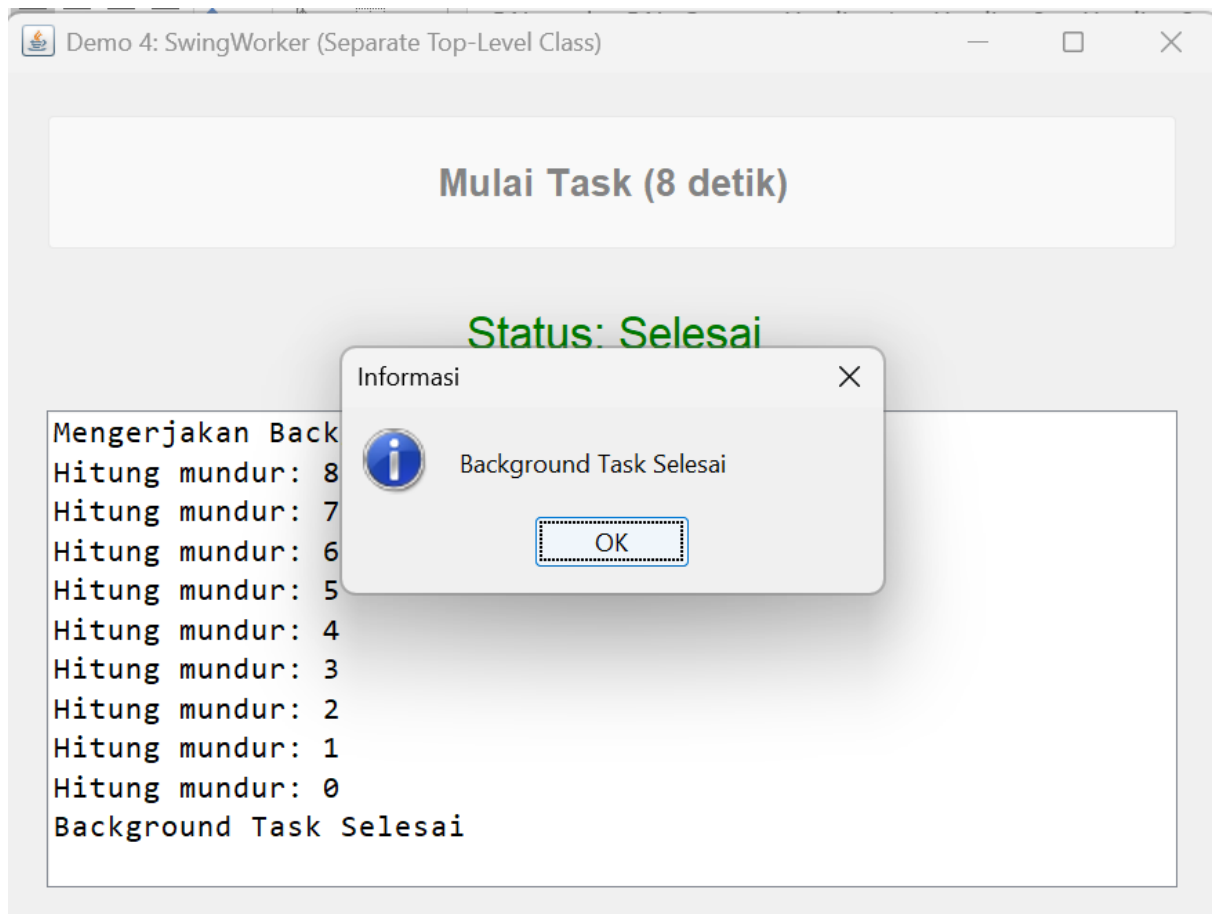 Demo 4: SwingWorker (Separate Top-Level Class)
Mulai Task (8 detik)
Status: Selesai
Informasi
Background Task Selesai
OK
Mengerjakan Back
Hitung mundur: 8
Hitung mundur: 7
Hitung mundur: 6
Hitung mundur: 5
Hitung mundur: 4
Hitung mundur: 3
Hitung mundur: 2
Hitung mundur: 1
Hitung mundur: 0
Background Task Selesai